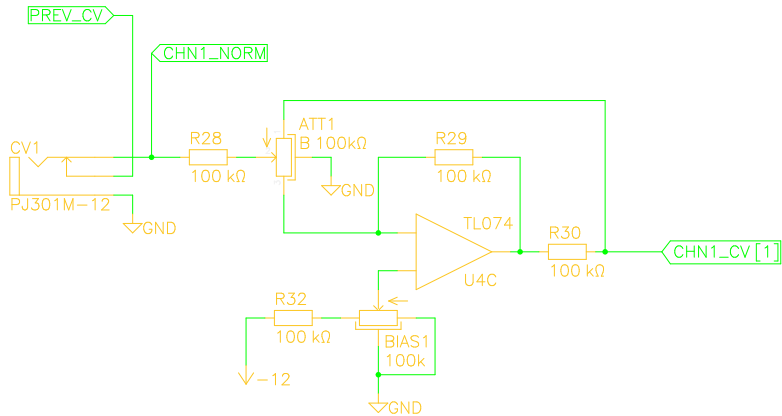 PREV_CV
CHN1_NORM
ATT1
B 100kΩ
R28
100 kΩ
R29
100 kΩ
CV1
PJ301M-12
GND
GND
TL074
U4C
R30
100 kΩ
CHN1_CV [1]
R32
100 kΩ
BIAS1
100k
-12
GND